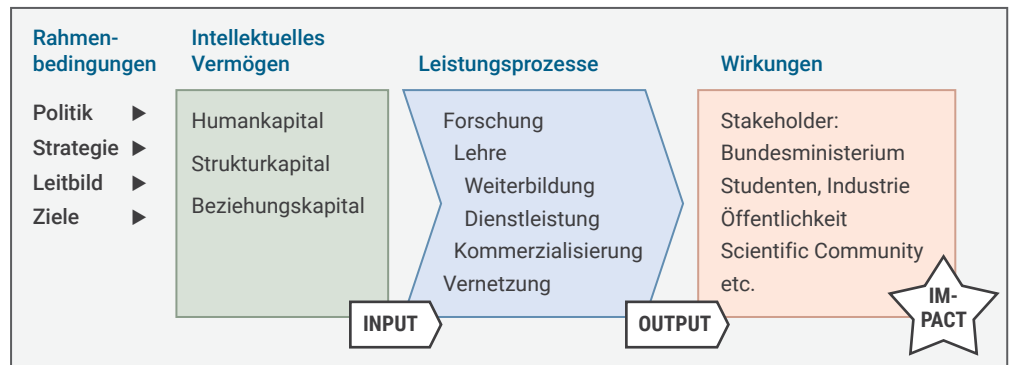 Rahmen-
bedingungen
Politik
Strategie
Leitbild
Ziele
Intellektuelles
Vermögen
Humankapital
Strukturkapital
Beziehungskapital
INPUT
Leistungsprozesse
Forschung
Lehre
Weiterbildung
Dienstleistung
Kommerzialisierung
Vernetzung
OUTPUT
Wirkungen
Stakeholder:
Bundesministerium
Studenten, Industrie
Öffentlichkeit
Scientific Community
etc.
IM-
PACT